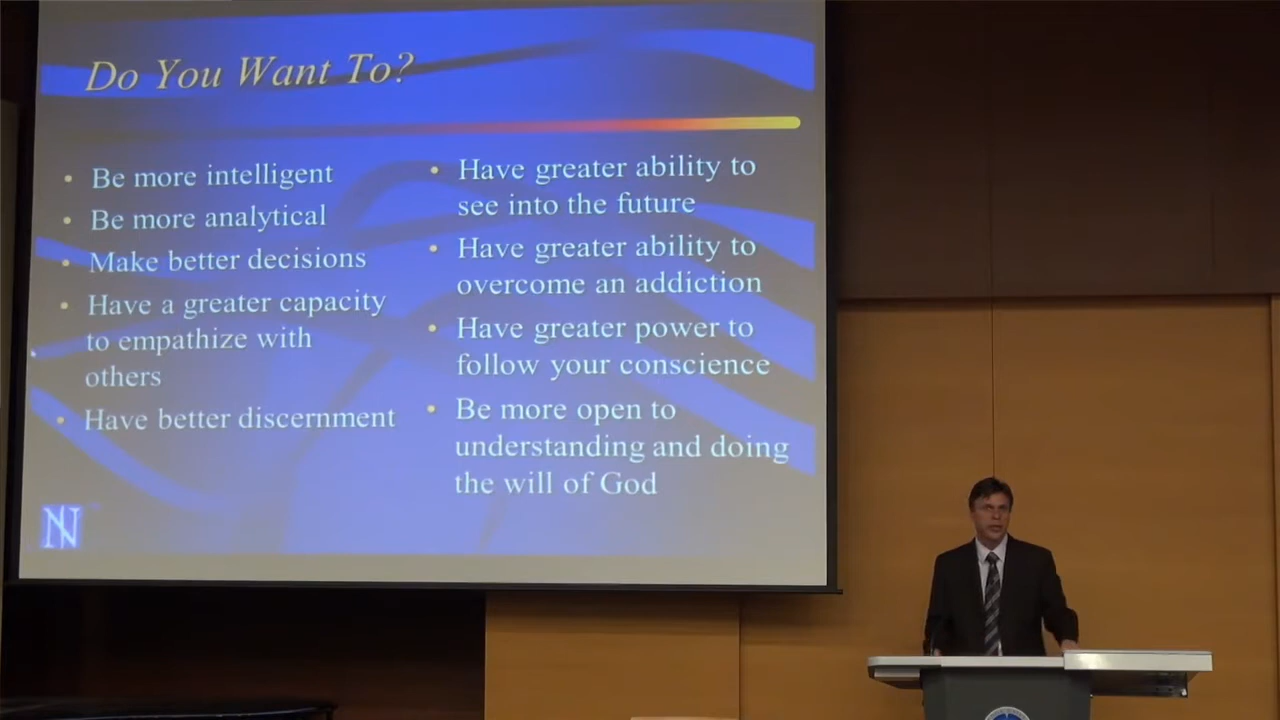 Do You Want To?
• Be more intelligent
• Be more analytical
• Make better decisions
• Have a greater capacity
to empathize with
others
• Have better discernment
• Have greater ability to
see into the future
• Have greater ability to
overcome an addiction
• Have greater power to
follow your conscience
• Be more open to
understanding and doing
the will of God
N